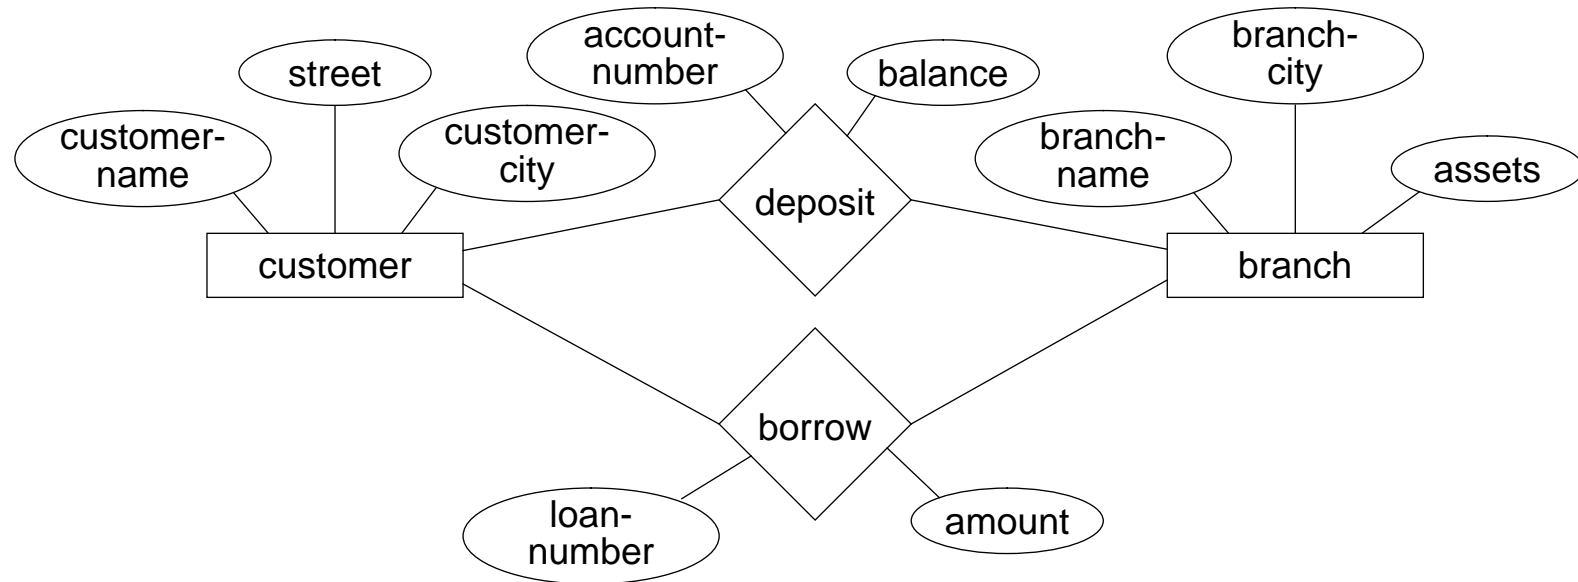 account-
number
branch-
city
street
balance
customer-
name
customer-
city
branch-
name
assets
deposit
customer
branch
borrow
loan-
number
amount